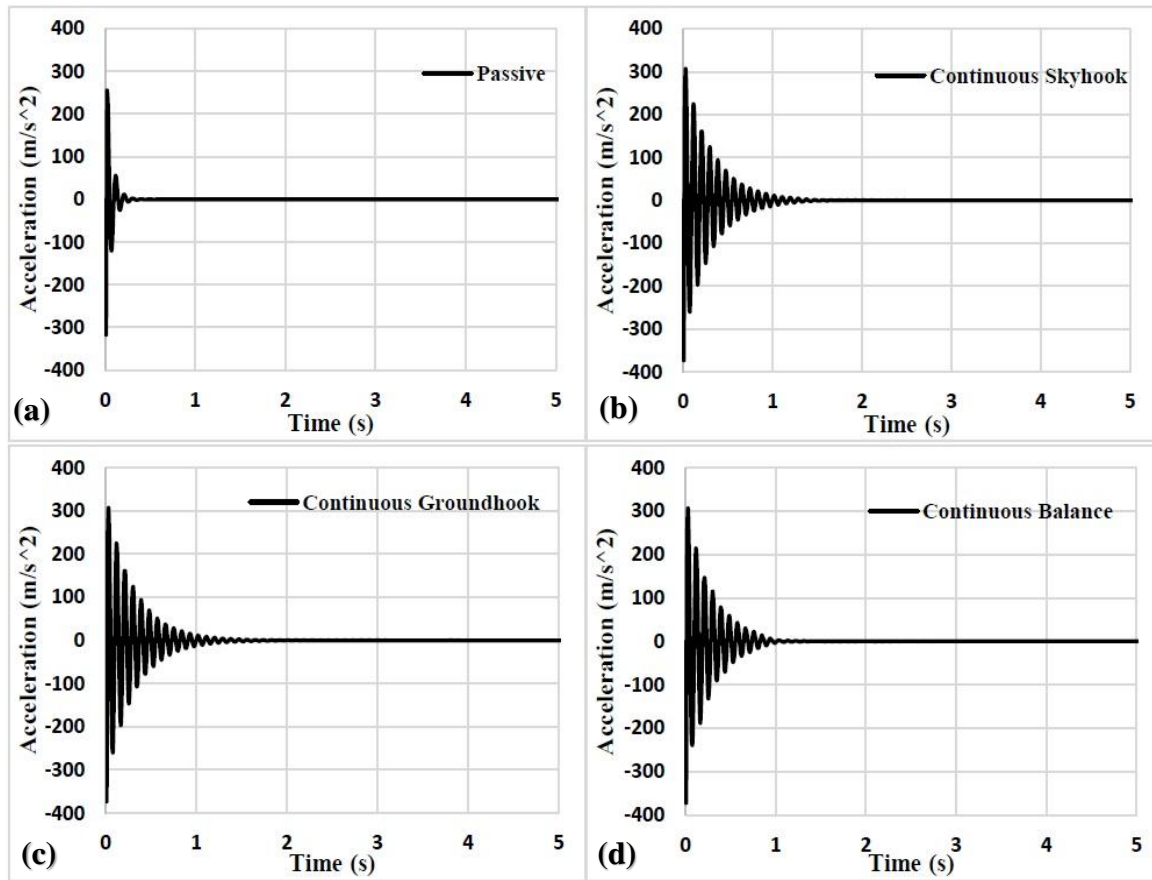 400
300
200
100
0
-100
-200
-300
-400
Acceleration (m/s^2)
Passive
0 1 2 3 4 5
Time (s)
(a)
400
300
200
100
0
-100
-200
-300
-400
Acceleration (m/s^2)
Continuous Skyhook
0 1 2 3 4 5
Time (s)
(b)
400
300
200
100
0
-100
-200
-300
-400
Acceleration (m/s^2)
Continuous Groundhook
0 1 2 3 4 5
Time (s)
(c)
400
300
200
100
0
-100
-200
-300
-400
Acceleration (m/s^2)
Continuous Balance
0 1 2 3 4 5
Time (s)
(d)